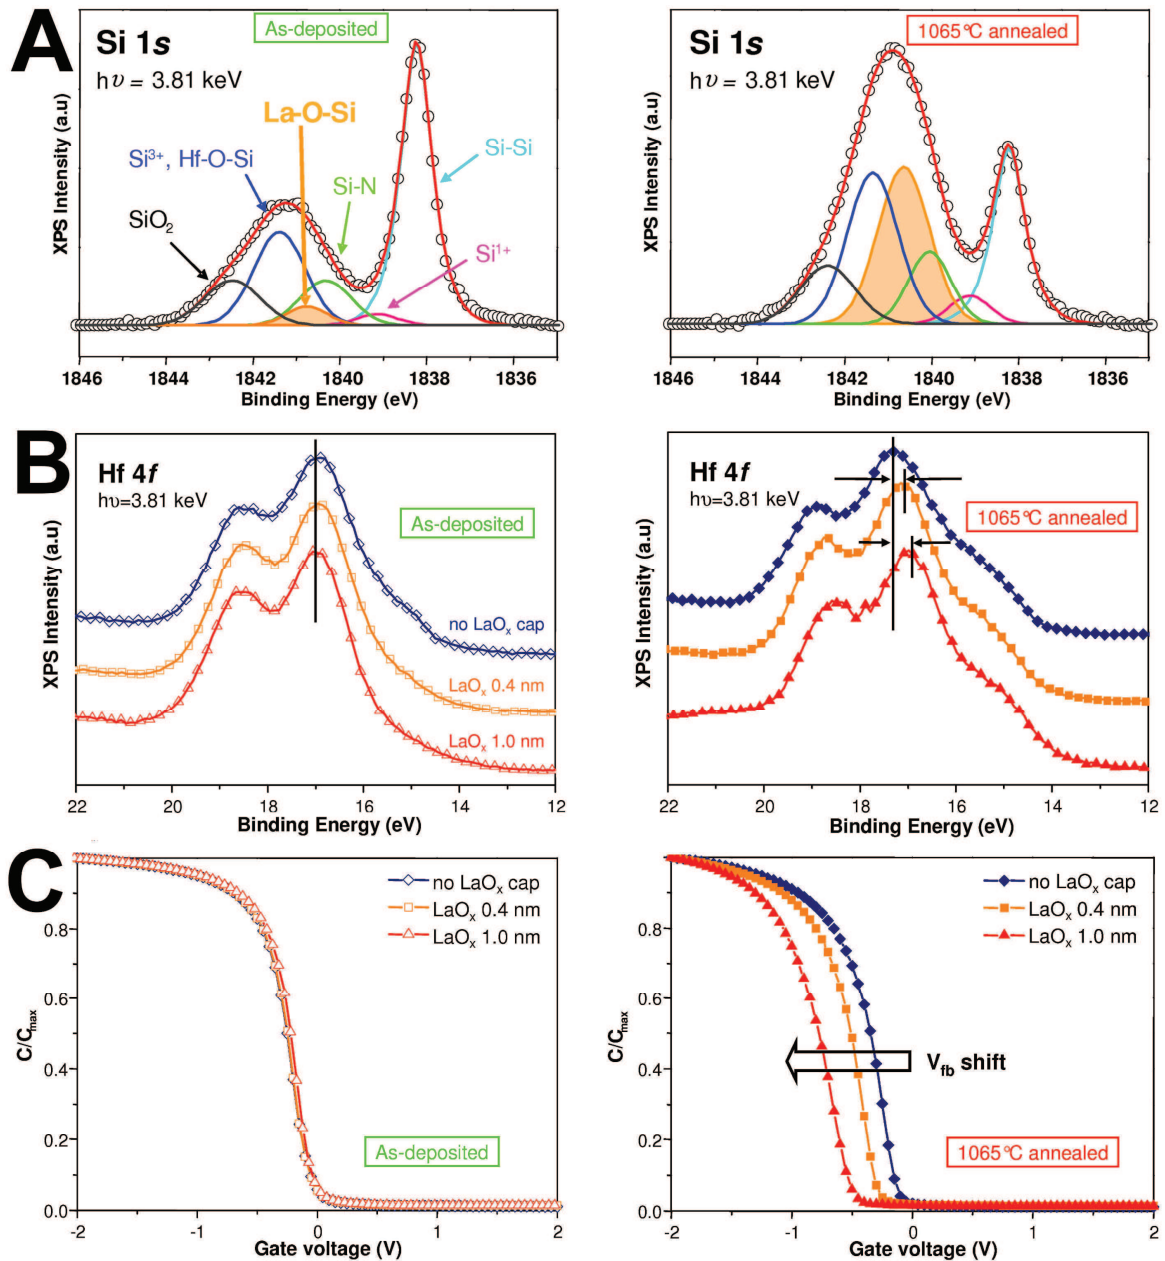 A
Si 1s
hν = 3.81 keV
As-deposited
La-O-Si
Si³⁺, Hf-O-Si
Si-N
Si-Si
SiO₂
Si¹⁺
XPS Intensity (a.u)
1846 1844 1842 1840 1838 1836
Binding Energy (eV)
Si 1s
hν = 3.81 keV
1065°C annealed
XPS Intensity (a.u)
1846 1844 1842 1840 1838 1836
Binding Energy (eV)
B
Hf 4f
hυ=3.81 keV
As-deposited
no LaOₓ cap
LaOₓ 0.4 nm
LaOₓ 1.0 nm
XPS Intensity (a.u)
22 20 18 16 14 12
Binding Energy (eV)
Hf 4f
hυ=3.81 keV
1065°C annealed
XPS Intensity (a.u)
22 20 18 16 14 12
Binding Energy (eV)
C
no LaOₓ cap
LaOₓ 0.4 nm
LaOₓ 1.0 nm
0.8
0.6
0.4
0.2
0.0
C/Cmax
As-deposited
-2 -1 0 1 2
Gate voltage (V)
no LaOₓ cap
LaOₓ 0.4 nm
LaOₓ 1.0 nm
0.8
0.6
0.4
0.2
0.0
C/Cmax
Vfb shift
1065°C annealed
-2 -1 0 1 2
Gate voltage (V)